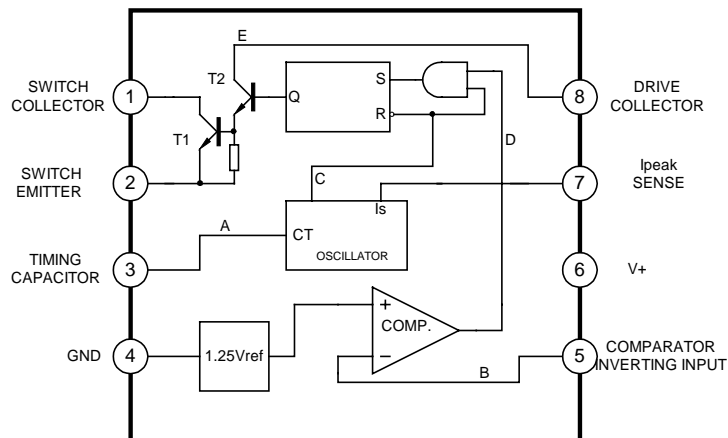 E
SWITCH
COLLECTOR
1
T2
T1
Q
S
R
8
DRIVE
COLLECTOR
D
SWITCH
EMITTER
2
C
7
Ipeak
SENSE
Is
TIMING
CAPACITOR
3
A
CT
OSCILLATOR
6
V+
GND
4
1.25Vref
+
COMP.
−
B
5
COMPARATOR
INVERTING INPUT